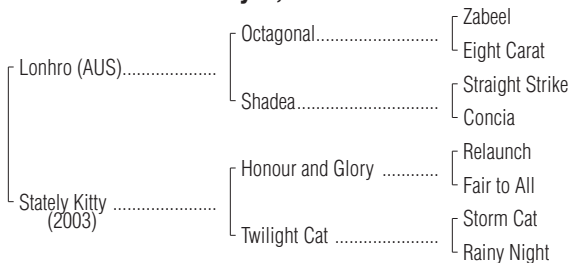 Zabeel
Octagonal
Eight Carat
Lonhro (AUS)
Straight Strike
Shadea
Concia
Relaunch
Honour and Glory
Fair to All
Stately Kitty
(2003)
Storm Cat
Twilight Cat
Rainy Night